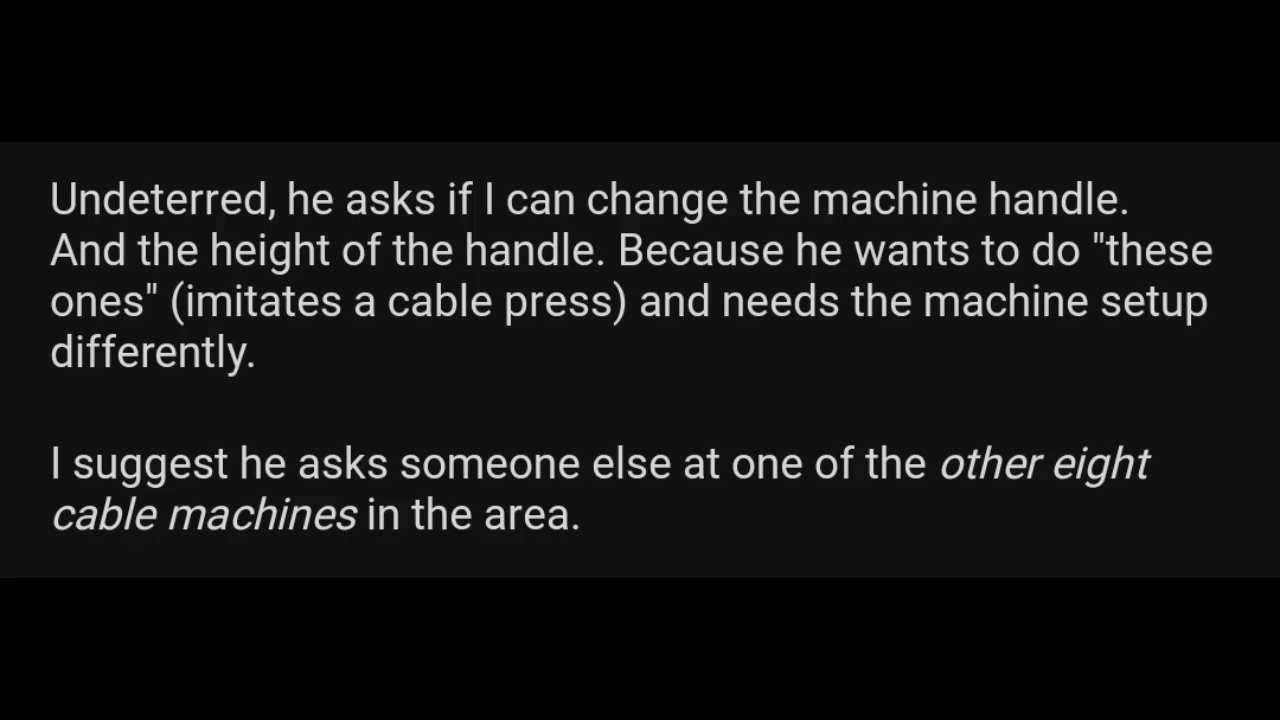 Undeterred, he asks if I can change the machine handle.
And the height of the handle. Because he wants to do "these
ones" (imitates a cable press) and needs the machine setup
differently.
I suggest he asks someone else at one of the other eight
cable machines in the area.